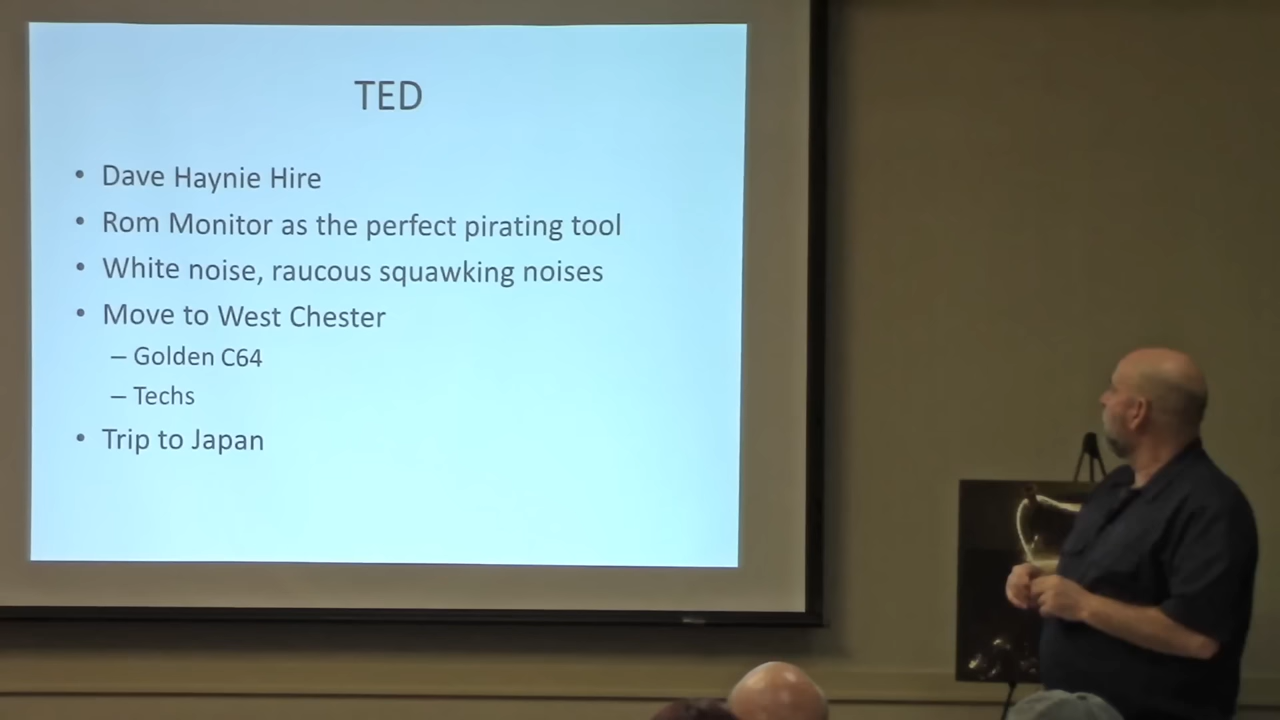 TED
• Dave Haynie Hire
• Rom Monitor as the perfect pirating tool
• White noise, raucous squawking noises
• Move to West Chester
– Golden C64
– Techs
• Trip to Japan